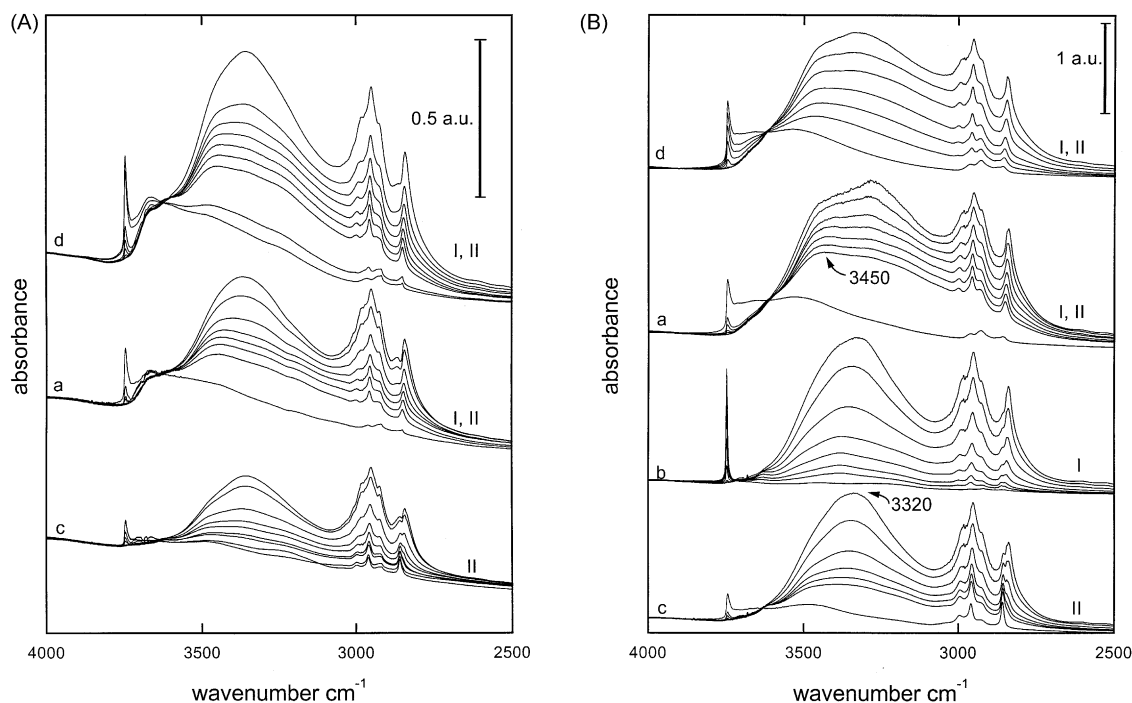 (A)
0.5 a.u.
d
I, II
a
I, II
c
II
absorbance
4000
3500
3000
2500
wavenumber cm-1
(B)
1 a.u.
d
I, II
3450
a
I, II
b
I
3320
c
II
absorbance
4000
3500
3000
2500
wavenumber cm-1